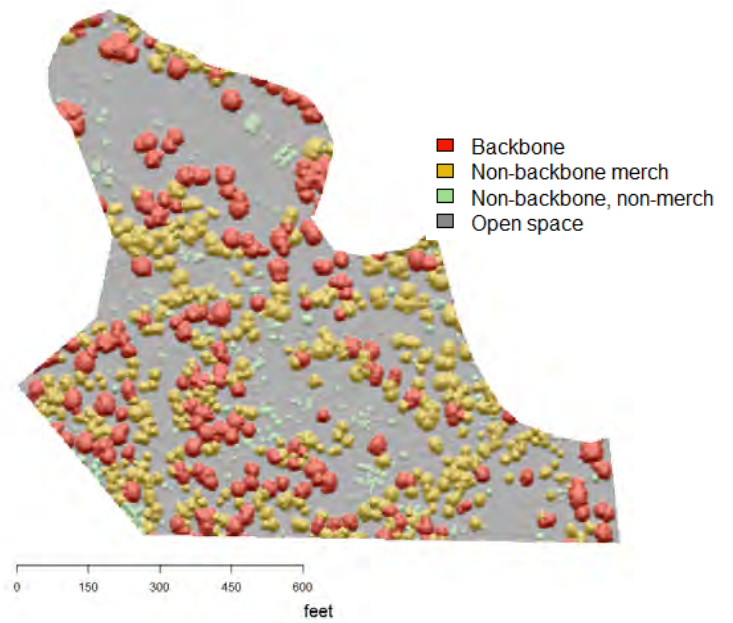 Backbone
Non-backbone merch
Non-backbone, non-merch
Open space
0 150 300 450 600
feet